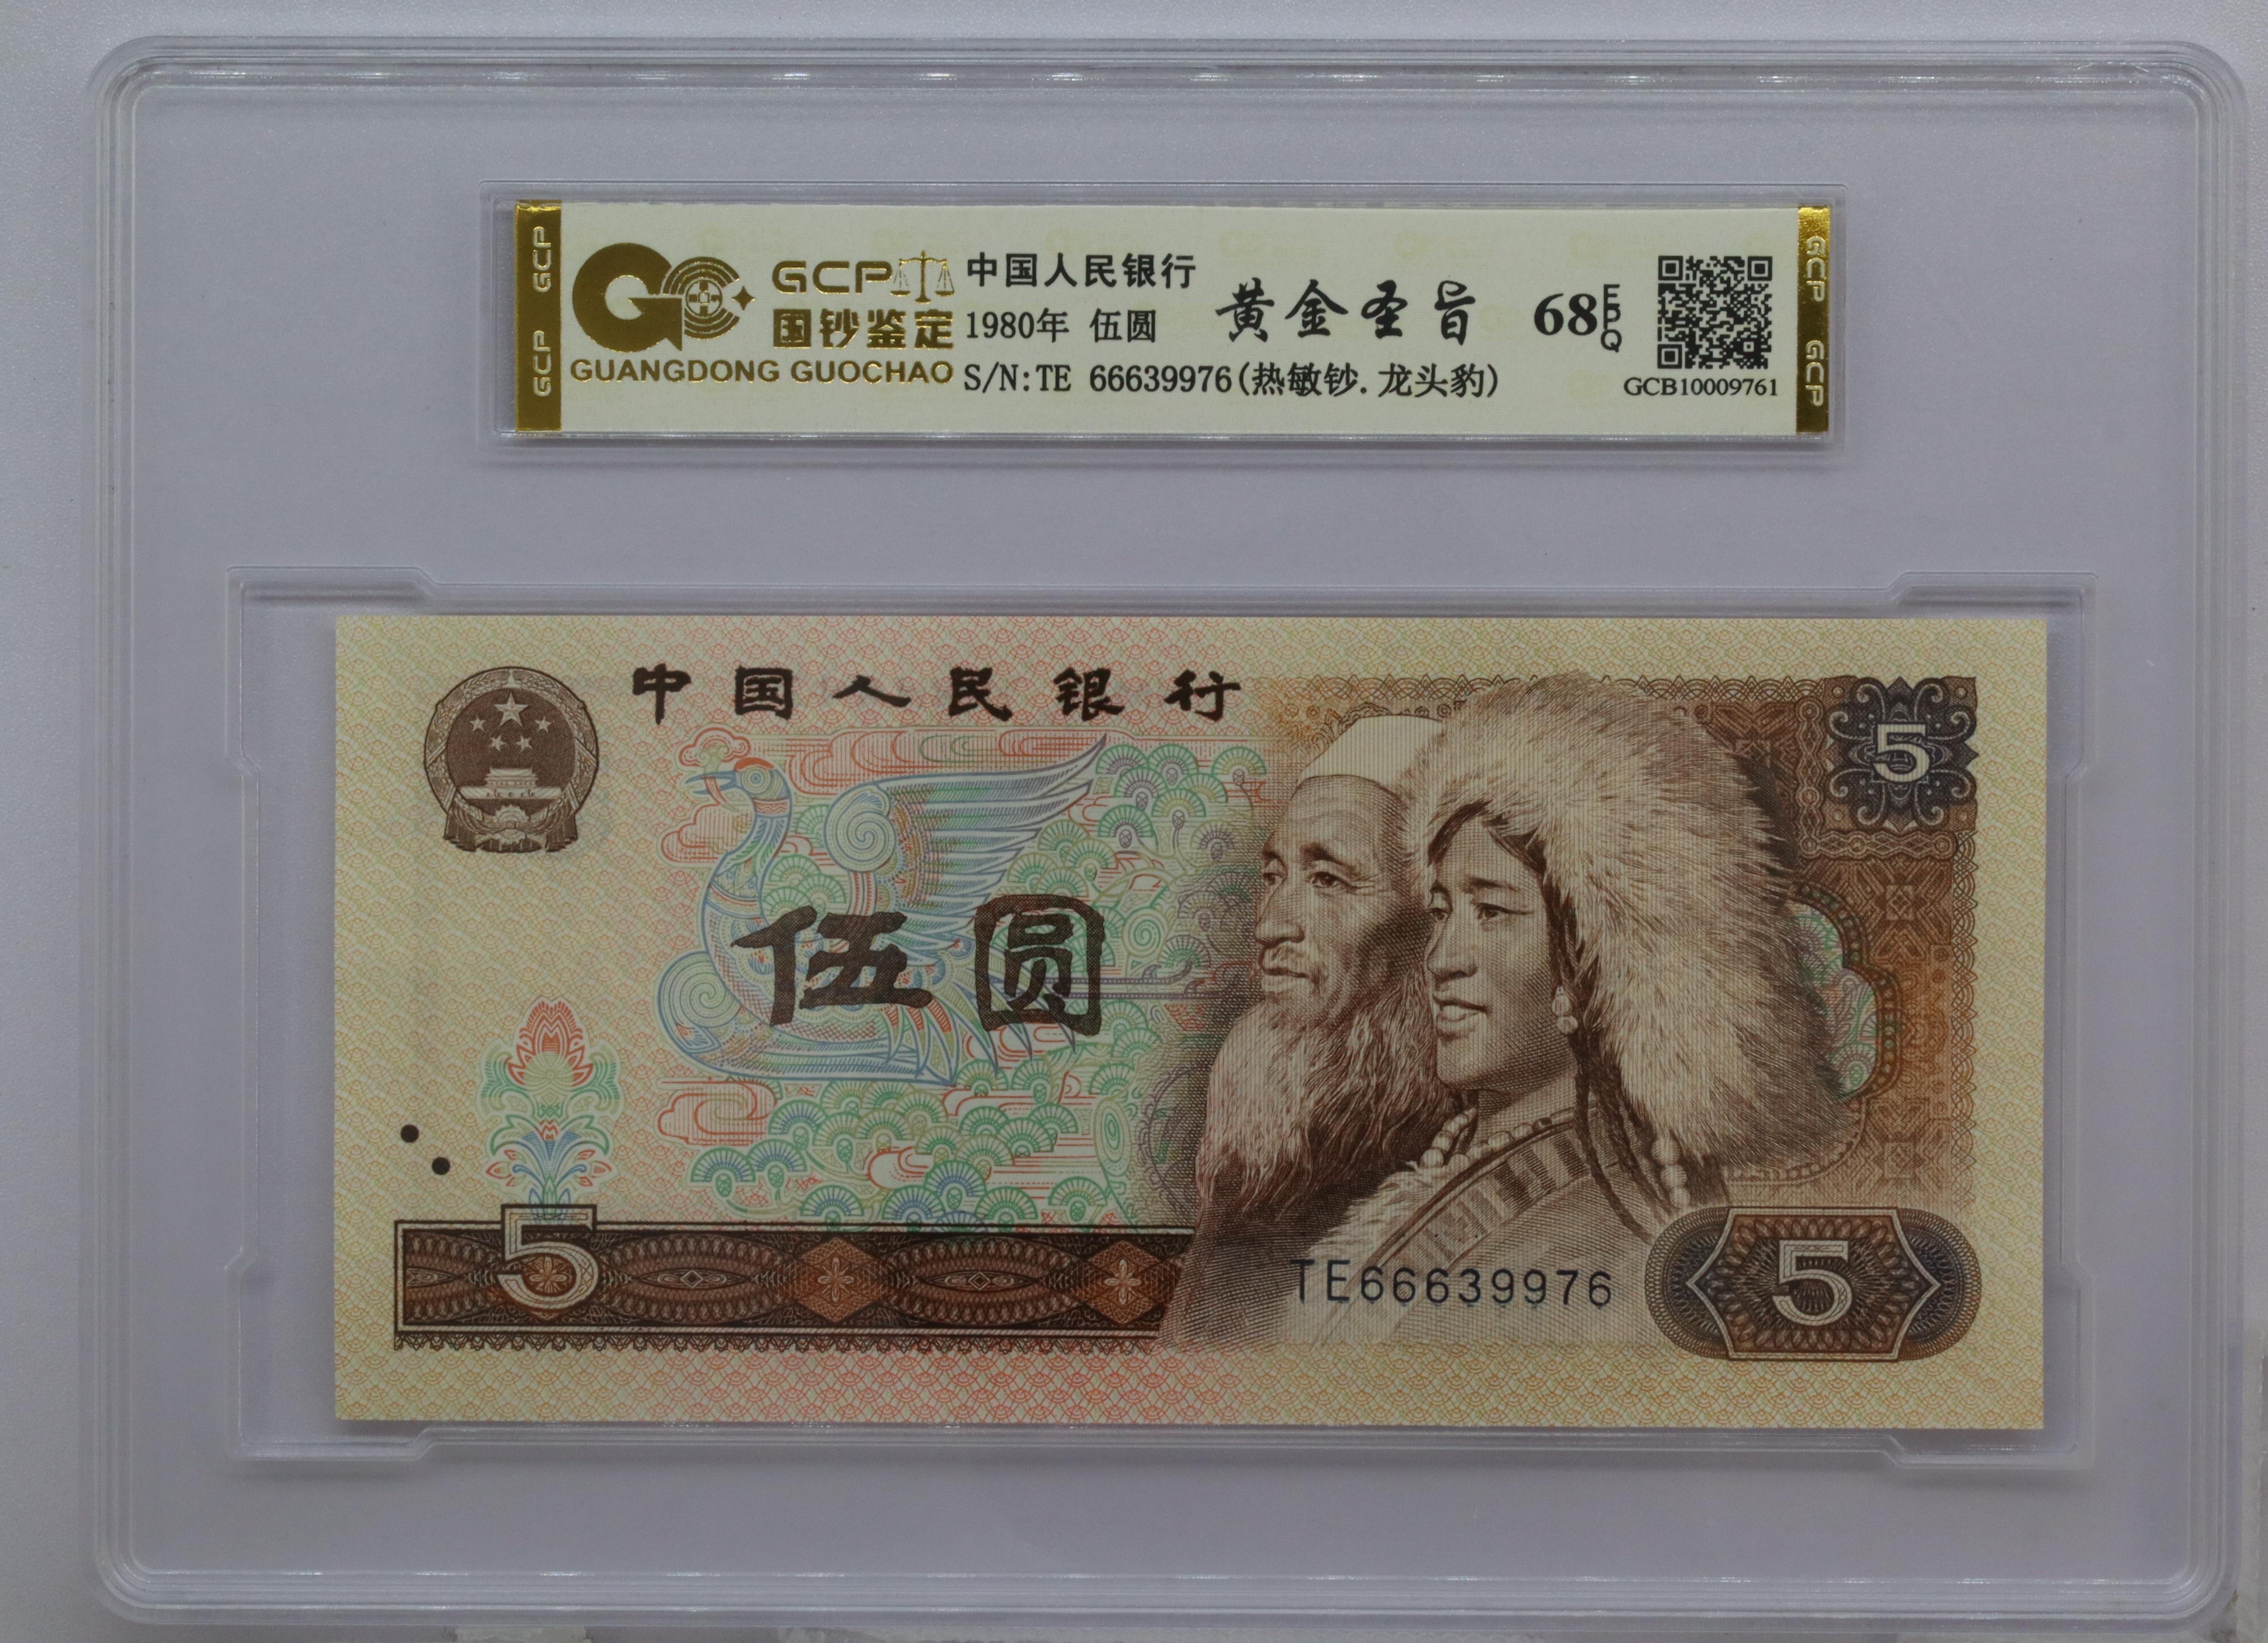 GCP GCP
GCP
国钞鉴定
GUANGDONG GUOCHAO
中国人民银行
1980年 伍圆
S/N:TE 66639976(热敏钞.龙头豹)
黄金圣旨
68 EPQ
GCB10009761
GCP GCP
中国人民银行
5
伍圆
5
TE66639976
5